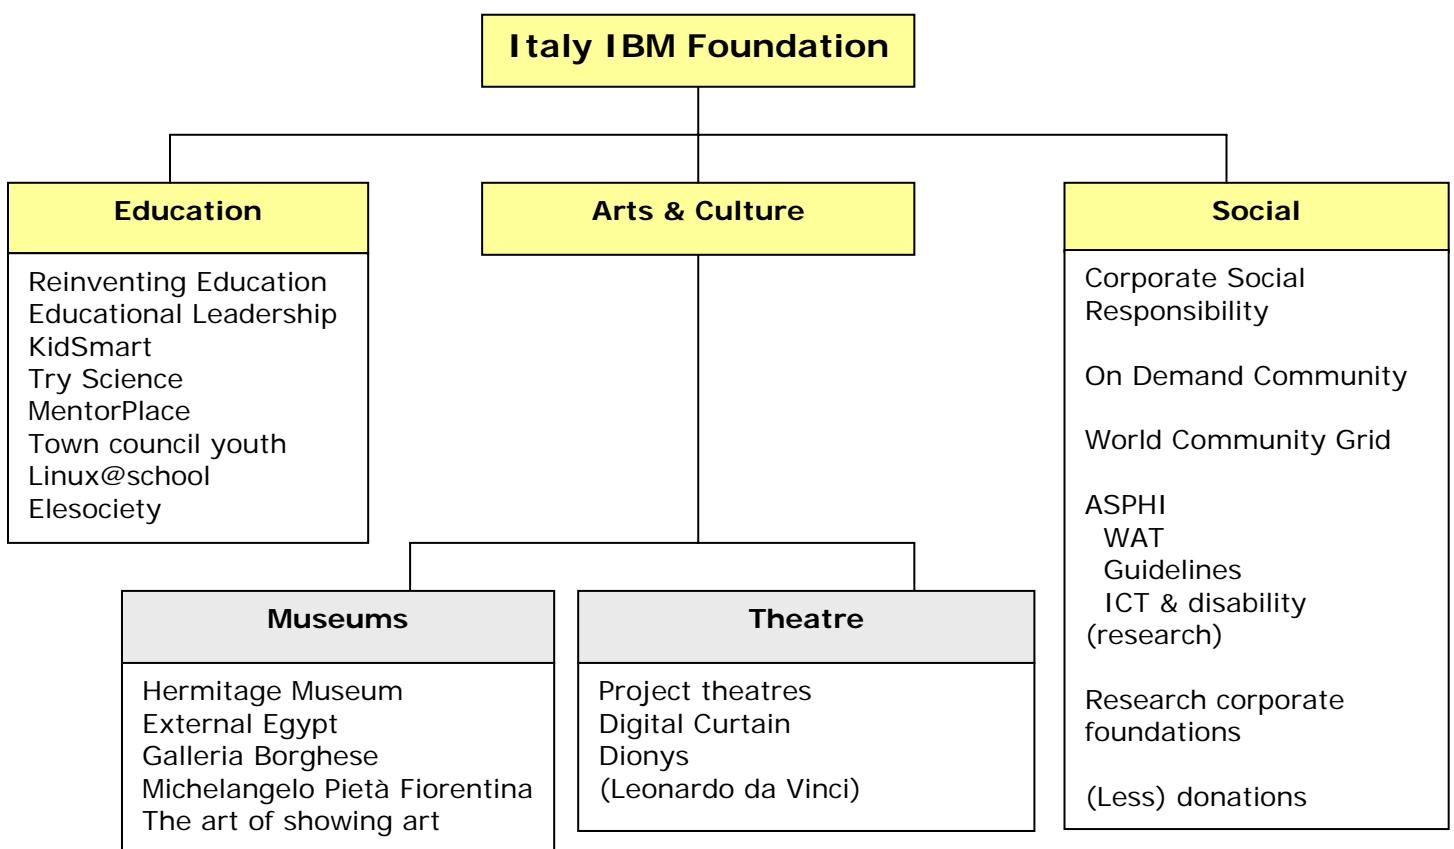 Italy IBM Foundation
Education
Reinventing Education
Educational Leadership
KidSmart
Try Science
MentorPlace
Town council youth
Linux@school
Elesociety
Arts & Culture
Museums
Hermitage Museum
External Egypt
Galleria Borghese
Michelangelo Pietà Fiorentina
The art of showing art
Theatre
Project theatres
Digital Curtain
Dionys
(Leonardo da Vinci)
Social
Corporate Social
Responsibility
On Demand Community
World Community Grid
ASPHI
WAT
Guidelines
ICT & disability
(research)
Research corporate
foundations
(Less) donations